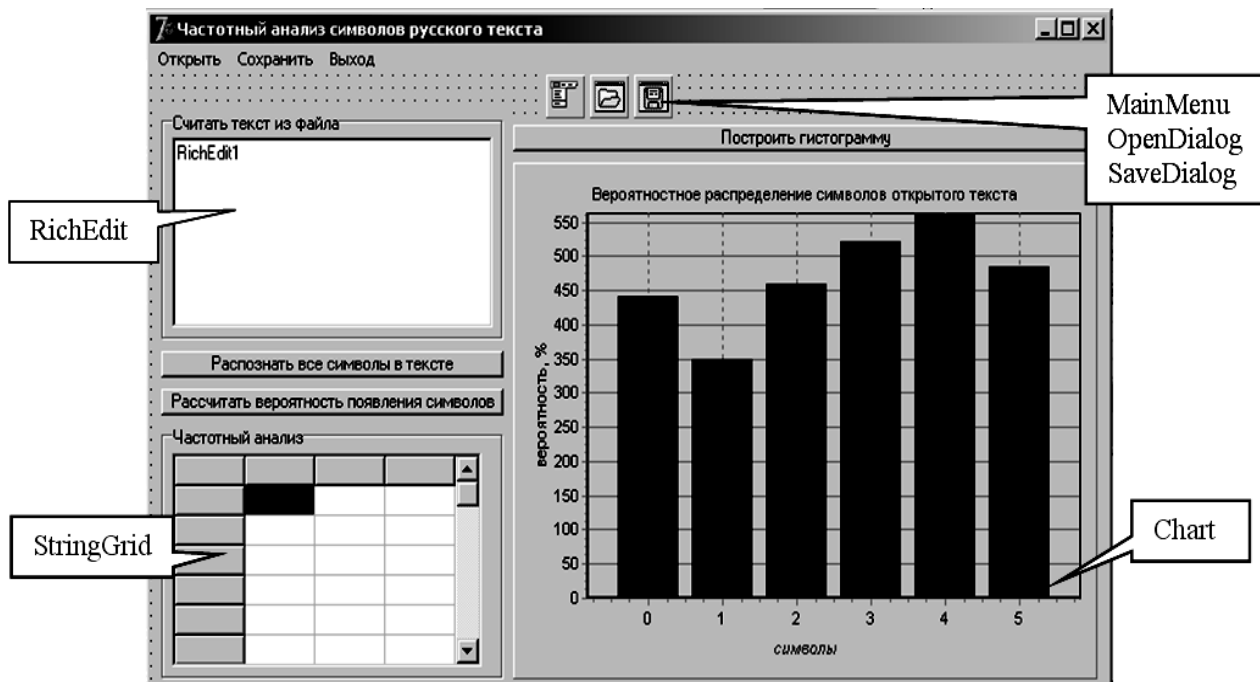 Частотный анализ символов русского текста
Открыть Сохранить Выход
MainMenu
OpenDialog
SaveDialog
Считать текст из файла
RichEdit1
RichEdit
Распознать все символы в тексте
Рассчитать вероятность появления символов
Частотный анализ
StringGrid
Построить гистограмму
Вероятностное распределение символов открытого текста
вероятность, %
550
500
450
400
350
300
250
200
150
100
50
0
0 1 2 3 4 5
символы
Chart